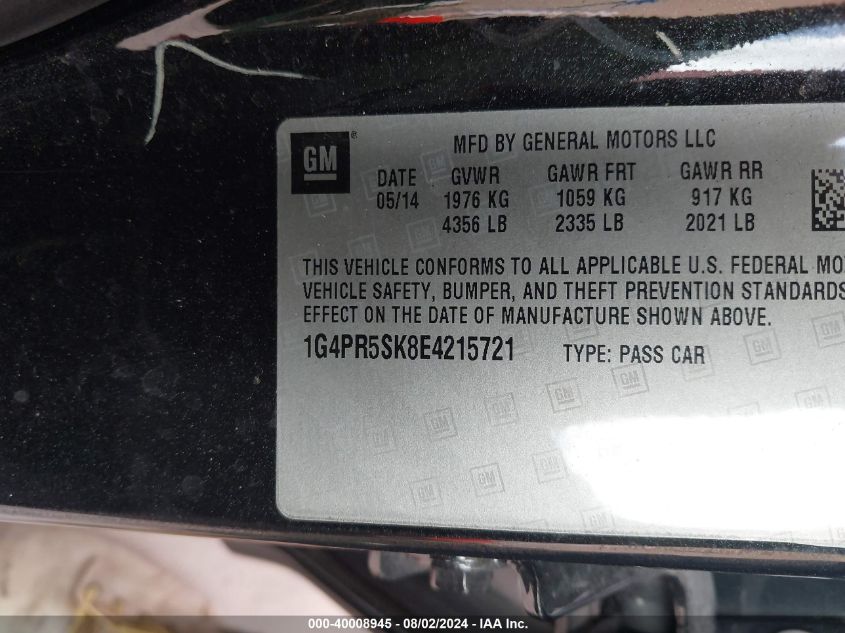 GM ®
MFD BY GENERAL MOTORS LLC
DATE GVWR GAWR FRT GAWR RR
05/14 1976 KG 1059 KG 917 KG
4356 LB 2335 LB 2021 LB
THIS VEHICLE CONFORMS TO ALL APPLICABLE U.S. FEDERAL MO
VEHICLE SAFETY, BUMPER, AND THEFT PREVENTION STANDARDS
EFFECT ON THE DATE OF MANUFACTURE SHOWN ABOVE.
1G4PR5SK8E4215721 TYPE: PASS CAR
000-40008945 - 08/02/2024 - IAA Inc.